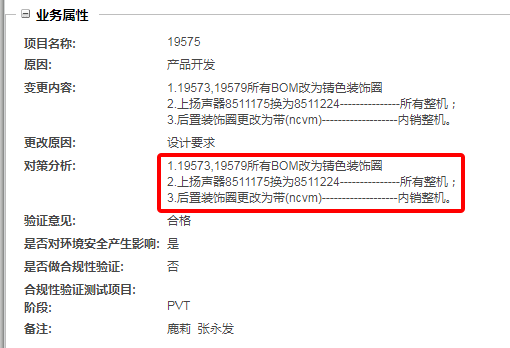 业务属性
项目名称: 19575
原因: 产品开发
变更内容: 1.19573,19579所有BOM改为锖色装饰圈
2.上扬声器8511175换为8511224---------------所有整机；
3.后置装饰圈更改为带(ncvm)-------------------内销整机。
更改原因: 设计要求
对策分析: 1.19573,19579所有BOM改为锖色装饰圈
2.上扬声器8511175换为8511224---------------所有整机；
3.后置装饰圈更改为带(ncvm)-------------------内销整机。
验证意见: 合格
是否对环境安全产生影响: 是
是否做合规性验证: 否
合规性验证测试项目:
阶段: PVT
备注: 鹿莉 张永发